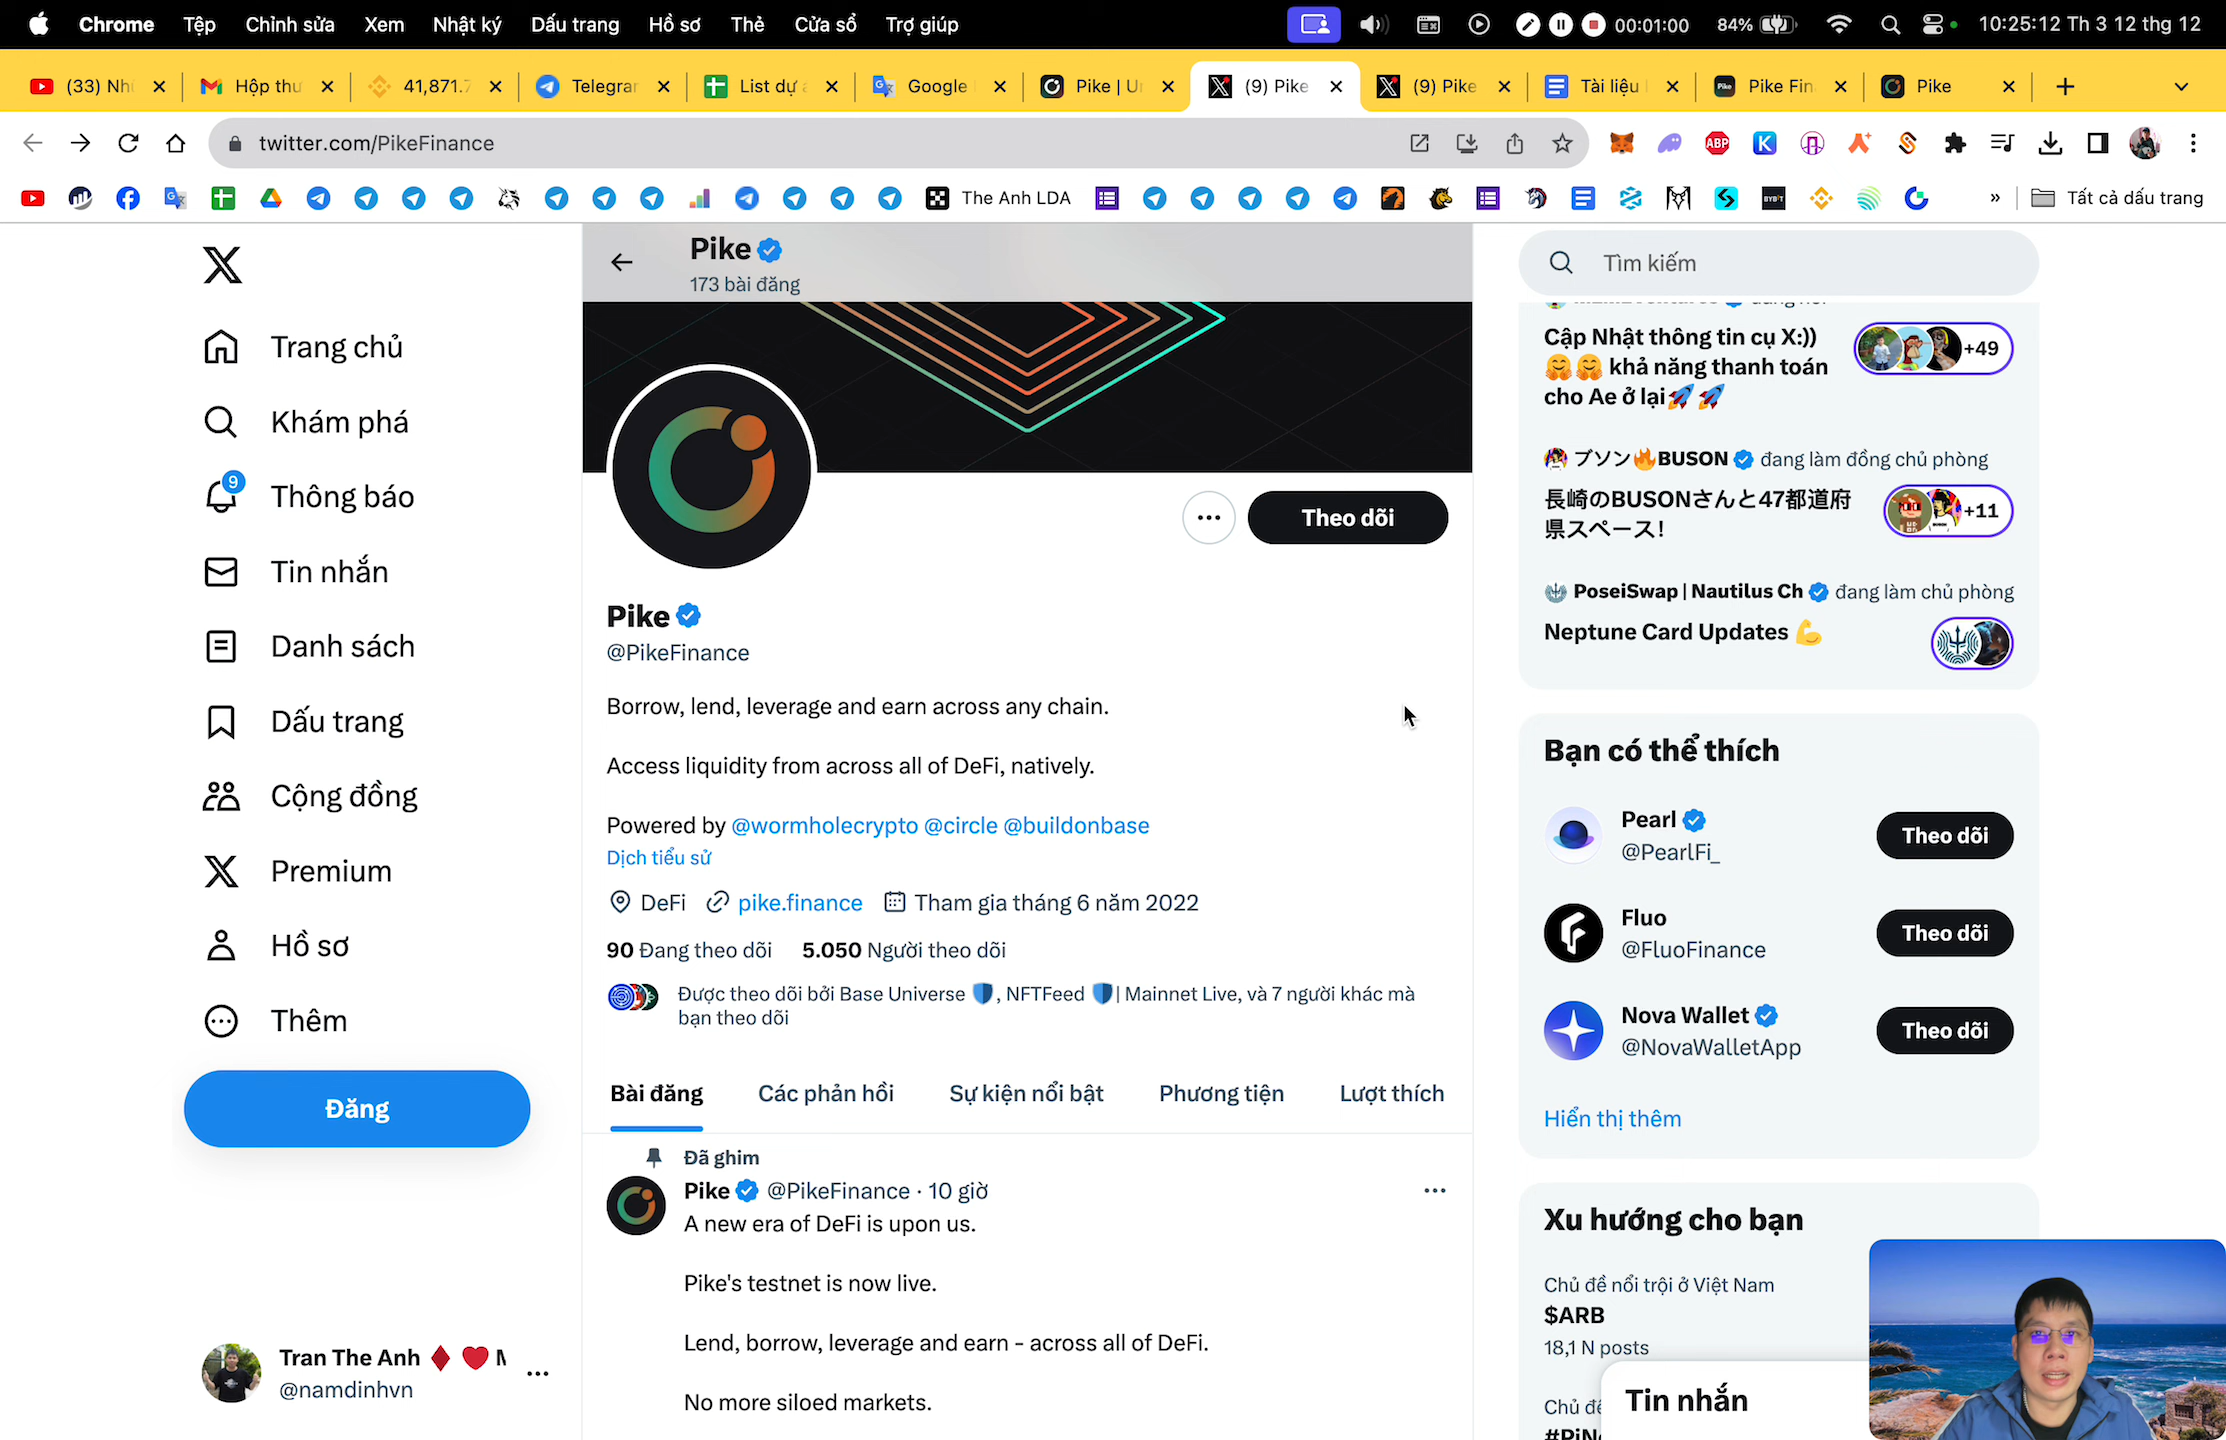 Chrome Tệp Chỉnh sửa Xem Nhật ký Dấu trang Hồ sơ Thẻ Cửa sổ Trợ giúp 00:01:00 84% 10:25:12 Th 3 12 thg 12
(33) Nhi Hộp thư 41,871.7 Telegram List dự á Google Pike | Un (9) Pike (9) Pike Tài liệu Pike Fin Pike
twitter.com/PikeFinance ABP
The Anh LDA BYBIT » Tất cả dấu trang
Pike
173 bài đăng
Trang chủ
Khám phá
9
Thông báo
Tin nhắn
Danh sách
Dấu trang
Cộng đồng
Premium
Hồ sơ
Thêm
Đăng
Tran The Anh
@namdinhvn
Theo dõi
Pike
@PikeFinance
Borrow, lend, leverage and earn across any chain.
Access liquidity from across all of DeFi, natively.
Powered by @wormholecrypto @circle @buildonbase
Dịch tiểu sử
DeFi pike.finance Tham gia tháng 6 năm 2022
90 Đang theo dõi 5.050 Người theo dõi
Được theo dõi bởi Base Universe 🛡️, NFTFeed 🛡️| Mainnet Live, và 7 người khác mà
bạn theo dõi
Bài đăng Các phản hồi Sự kiện nổi bật Phương tiện Lượt thích
Đã ghim
Pike @PikeFinance · 10 giờ
A new era of DeFi is upon us.
Pike's testnet is now live.
Lend, borrow, leverage and earn - across all of DeFi.
No more siloed markets.
Tìm kiếm
Cập Nhật thông tin cụ X:))
🤗🤗 khả năng thanh toán
cho Ae ở lại🚀🚀
+49
ブソン🔥BUSON đang làm đồng chủ phòng
長崎のBUSONさんと47都道府
県スペース!
+11
PoseiSwap | Nautilus Ch đang làm chủ phòng
Neptune Card Updates 💪
Bạn có thể thích
Pearl
@PearlFi_
Theo dõi
Fluo
@FluoFinance
Theo dõi
Nova Wallet
@NovaWalletApp
Theo dõi
Hiển thị thêm
Xu hướng cho bạn
Chủ đề nổi trội ở Việt Nam
$ARB
18,1 N posts
Chủ đề
Tin nhắn